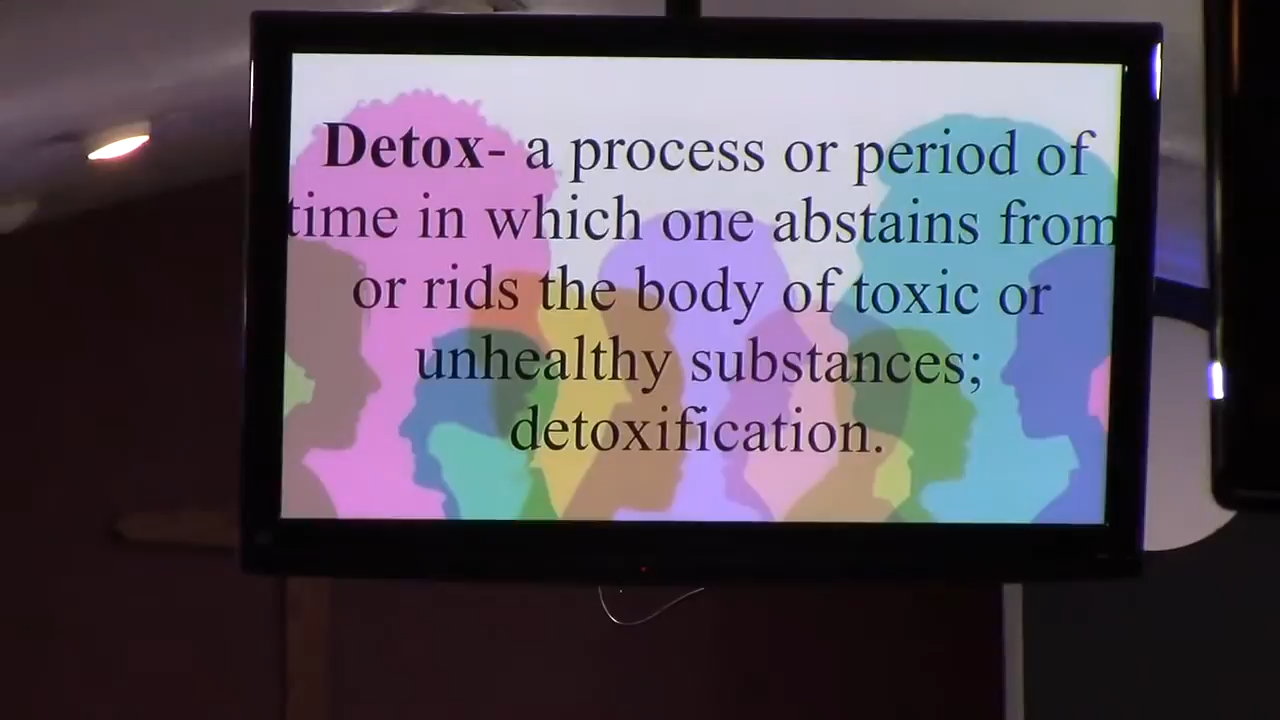 Detox- a process or period of
time in which one abstains from
or rids the body of toxic or
unhealthy substances;
detoxification.